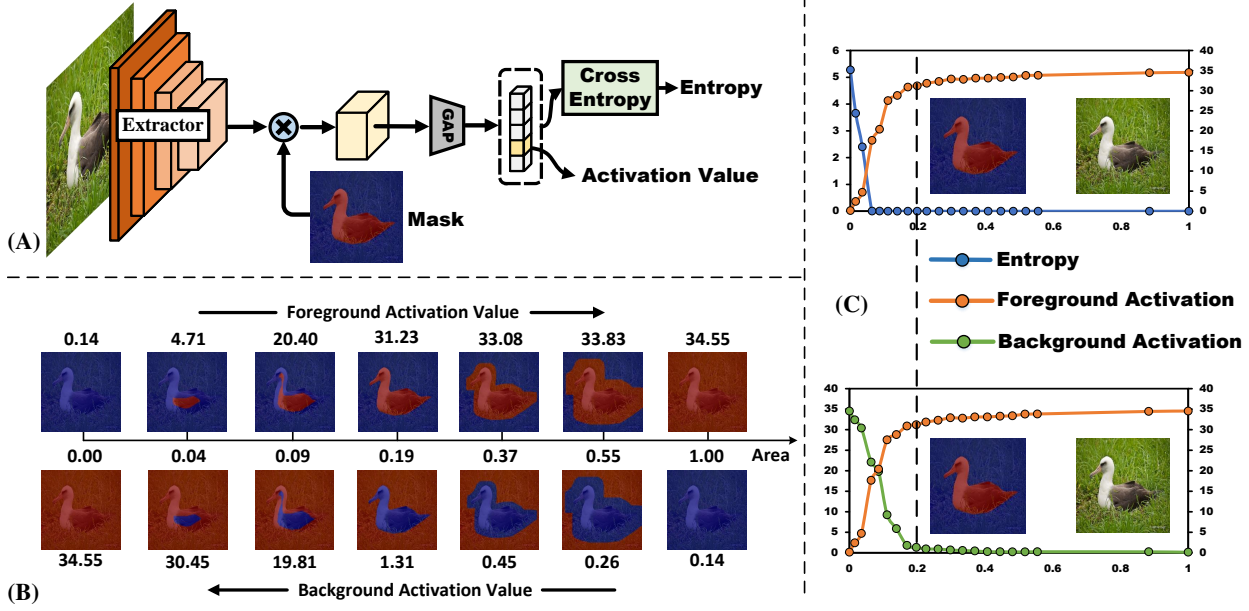 Extractor
GAP
Cross
Entropy
Entropy
Activation Value
Mask
(A)
Foreground Activation Value
0.14 4.71 20.40 31.23 33.08 33.83 34.55
0.00 0.04 0.09 0.19 0.37 0.55 1.00 Area
34.55 30.45 19.81 1.31 0.45 0.26 0.14
Background Activation Value
(B)
6 40
5 35
4 30
3 25
2 20
1 15
0 10
5
0
0 0.2 0.4 0.6 0.8 1
Entropy
(C)
Foreground Activation
Background Activation
40 40
35 35
30 30
25 25
20 20
15 15
10 10
5 5
0 0
0 0.2 0.4 0.6 0.8 1